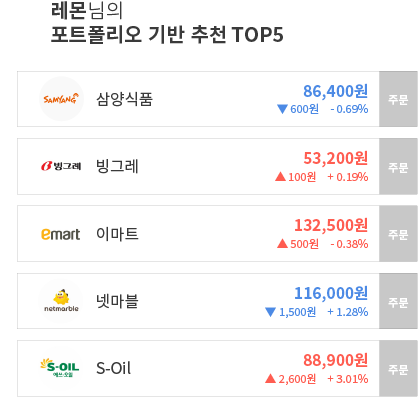 레몬님의
포트폴리오 기반 추천 TOP5
SAMYANG 삼양식품 86,400원 주문
▼600원 - 0.69%
빙그레 빙그레 53,200원 주문
▲100원 + 0.19%
emart 이마트 132,500원 주문
▲500원 - 0.38%
netmarble 넷마블 116,000원 주문
▼ 1,500원 + 1.28%
S-OIL 에쓰-오일 S-Oil 88,900원 주문
▲2,600원 + 3.01%